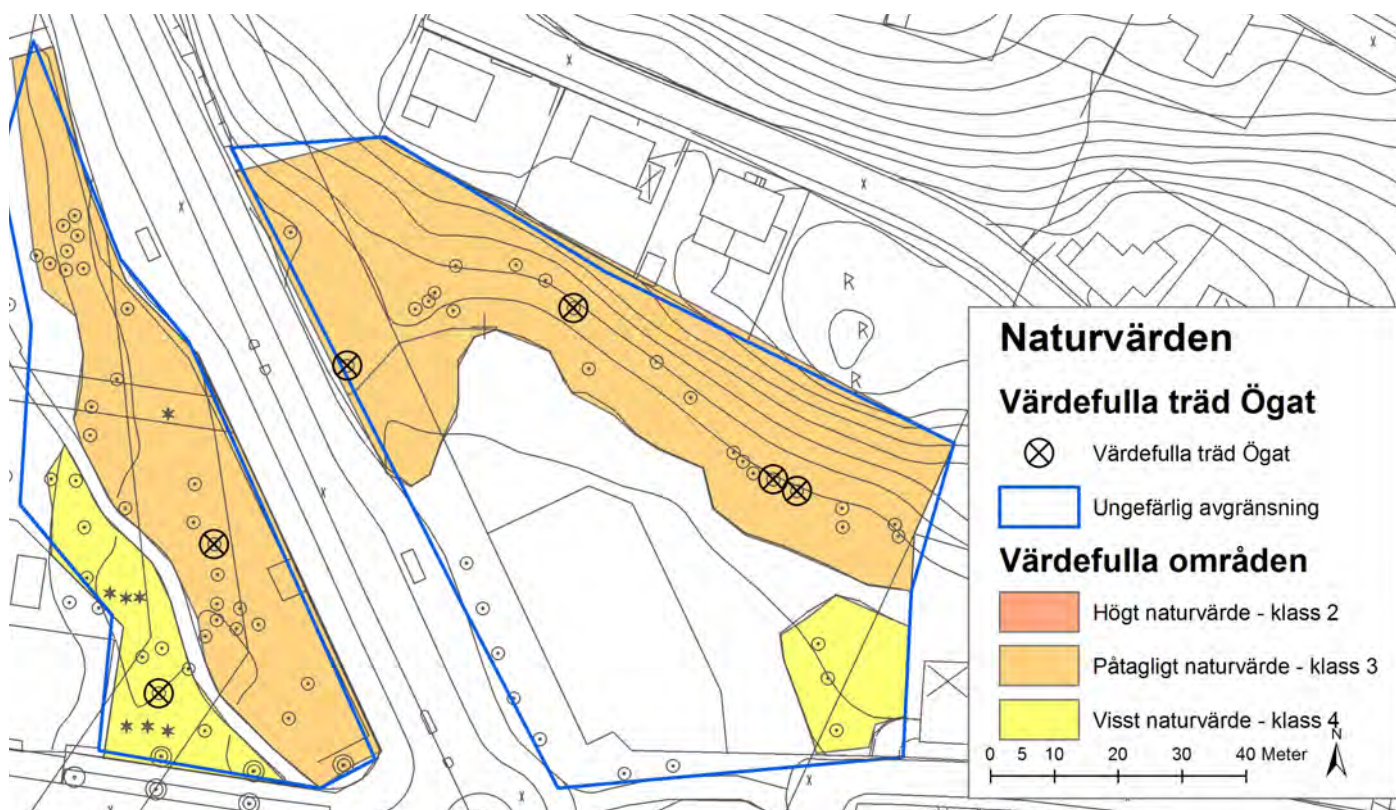 Naturvärden
Värdefulla träd Ögat
Värdefulla träd Ögat
Ungefärlig avgränsning
Värdefulla områden
Högt naturvärde - klass 2
Påtagligt naturvärde - klass 3
Visst naturvärde - klass 4
N
0 5 10 20 30 40 Meter